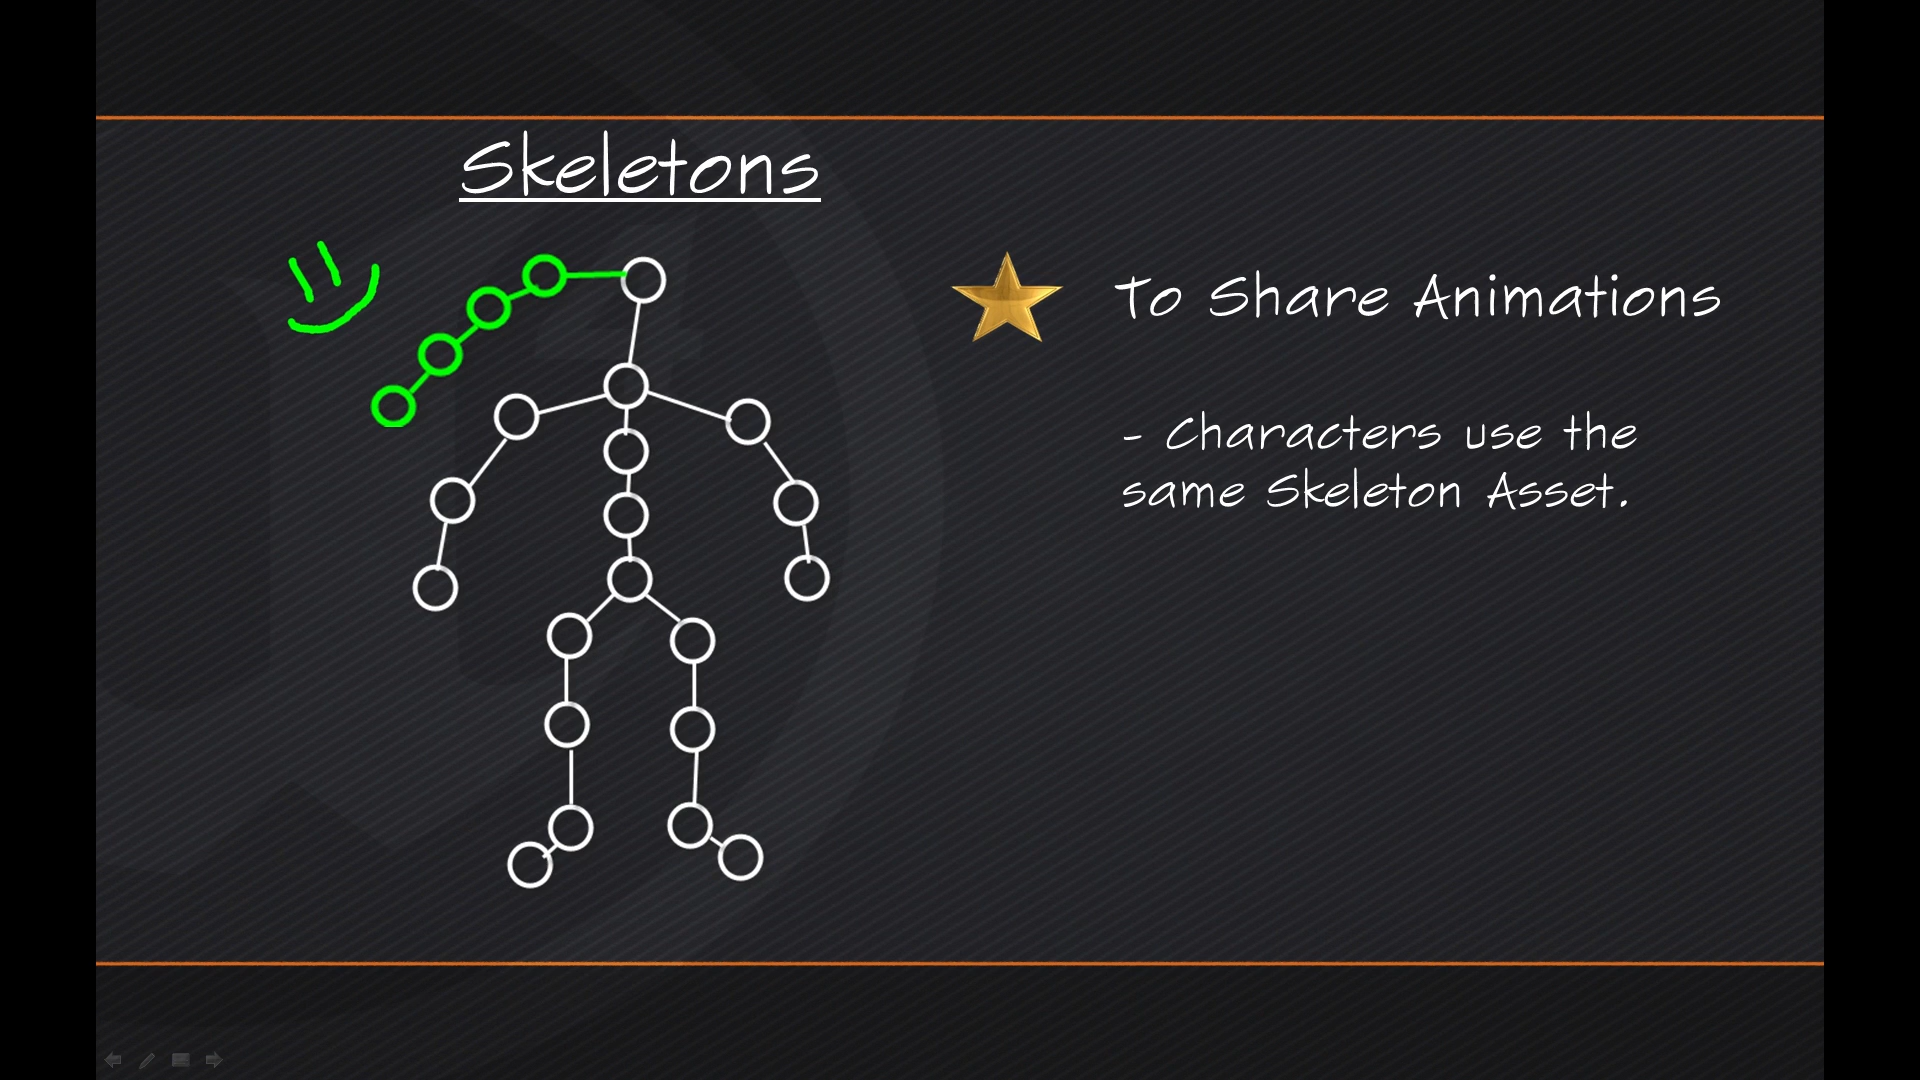 Skeletons
To Share Animations
- Characters use the
same Skeleton Asset.